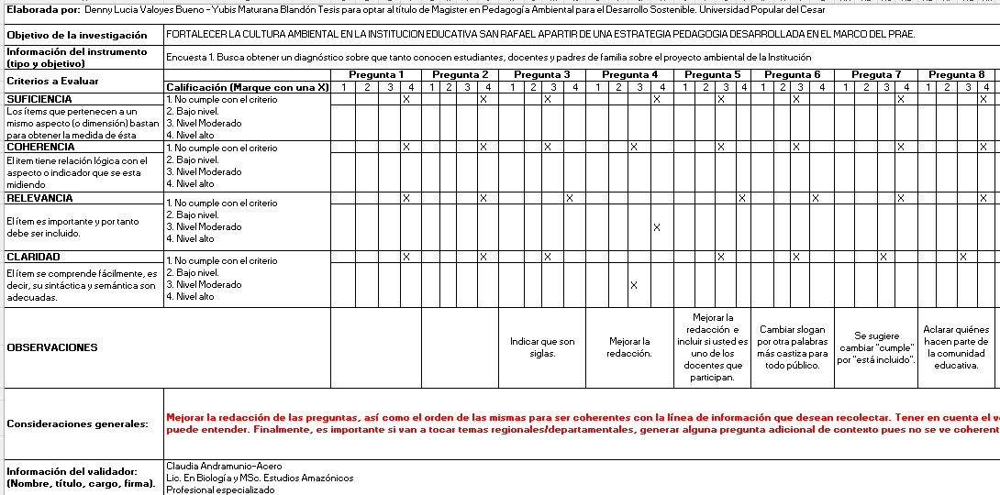 Elaborada por: Denny Lucia Valoyes Bueno - Yubis Maturana Blandón Tesis para optar al título de Magister en Pedagogía Ambiental para el Desarrollo Sostenible. Universidad Popular del Cesar
Objetivo de la investigación FORTALECER LA CULTURA AMBIENTAL EN LA INSTITUCION EDUCATIVA SAN RAFAEL APARTIR DE UNA ESTRATEGIA PEDAGOGIA DESARROLLADA EN EL MARCO DEL PRAE.
Información del instrumento (tipo y objetivo) Encuesta 1. Busca obtener un diagnóstico sobre que tanto conocen estudiantes, docentes y padres de familia sobre el proyecto ambiental de la Institución
Criterios a Evaluar Calificación (Marque con una X) Pregunta 1 Pregunta 2 Pregunta 3 Pregunta 4 Pregunta 5 Pregunta 6 Pregunta 7 Pregunta 8
1 2 3 4 1 2 3 4 1 2 3 4 1 2 3 4 1 2 3 4 1 2 3 4 1 2 3 4 1 2 3 4
SUFICIENCIA 1. No cumple con el criterio X X X X X X X X
Los ítems que pertenecen a un 2. Bajo nivel.
mismo aspecto (o dimensión) bastan 3. Nivel Moderado
para obtener la medida de ésta 4. Nivel alto
COHERENCIA 1. No cumple con el criterio X X X X X X X X
El item tiene relación lógica con el 2. Bajo nivel.
aspecto o indicador que se esta 3. Nivel Moderado
midiendo 4. Nivel alto
RELEVANCIA 1. No cumple con el criterio X X X X X X X
2. Bajo nivel.
El ítem es importante y por tanto 3. Nivel Moderado X
debe ser incluido. 4. Nivel alto
CLARIDAD 1. No cumple con el criterio X X X X X X X
El ítem se comprende fácilmente, es 2. Bajo nivel.
decir, su sintáctica y semántica son 3. Nivel Moderado X
adecuadas. 4. Nivel alto
OBSERVACIONES
Indicar que son
siglas.
Mejorar la
redacción.
Mejorar la
redacción e
incluir si usted es
uno de los
docentes que
participan.
Cambiar slogan
por otra palabras
más castiza para
todo público.
Se sugiere
cambiar "cumple"
por "está incluido".
Aclarar quiénes
hacen parte de
la comunidad
educativa.
Consideraciones generales:
Mejorar la redacción de las preguntas, así como el orden de las mismas para ser coherentes con la línea de información que desean recolectar. Tener en cuenta el
puede entender. Finalmente, es importante si van a tocar temas regionales/departamentales, generar alguna pregunta adicional de contexto pues no se ve coherent
Información del validador:
(Nombre, título, cargo, firma).
Claudia Andramunio-Acero
Lic. En Biología y MSc. Estudios Amazónicos
Profesional especializado